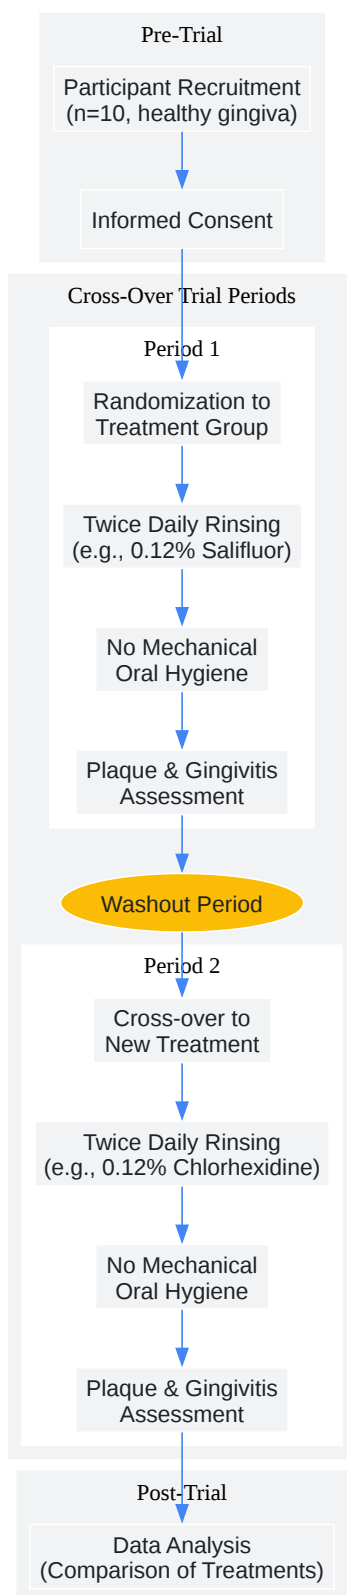 Pre-Trial
Participant Recruitment
(n=10, healthy gingiva)
Informed Consent
Cross-Over Trial Periods
Period 1
Randomization to
Treatment Group
Twice Daily Rinsing
(e.g., 0.12% Salifluor)
No Mechanical
Oral Hygiene
Plaque & Gingivitis
Assessment
Washout Period
Period 2
Cross-over to
New Treatment
Twice Daily Rinsing
(e.g., 0.12% Chlorhexidine)
No Mechanical
Oral Hygiene
Plaque & Gingivitis
Assessment
Post-Trial
Data Analysis
(Comparison of Treatments)